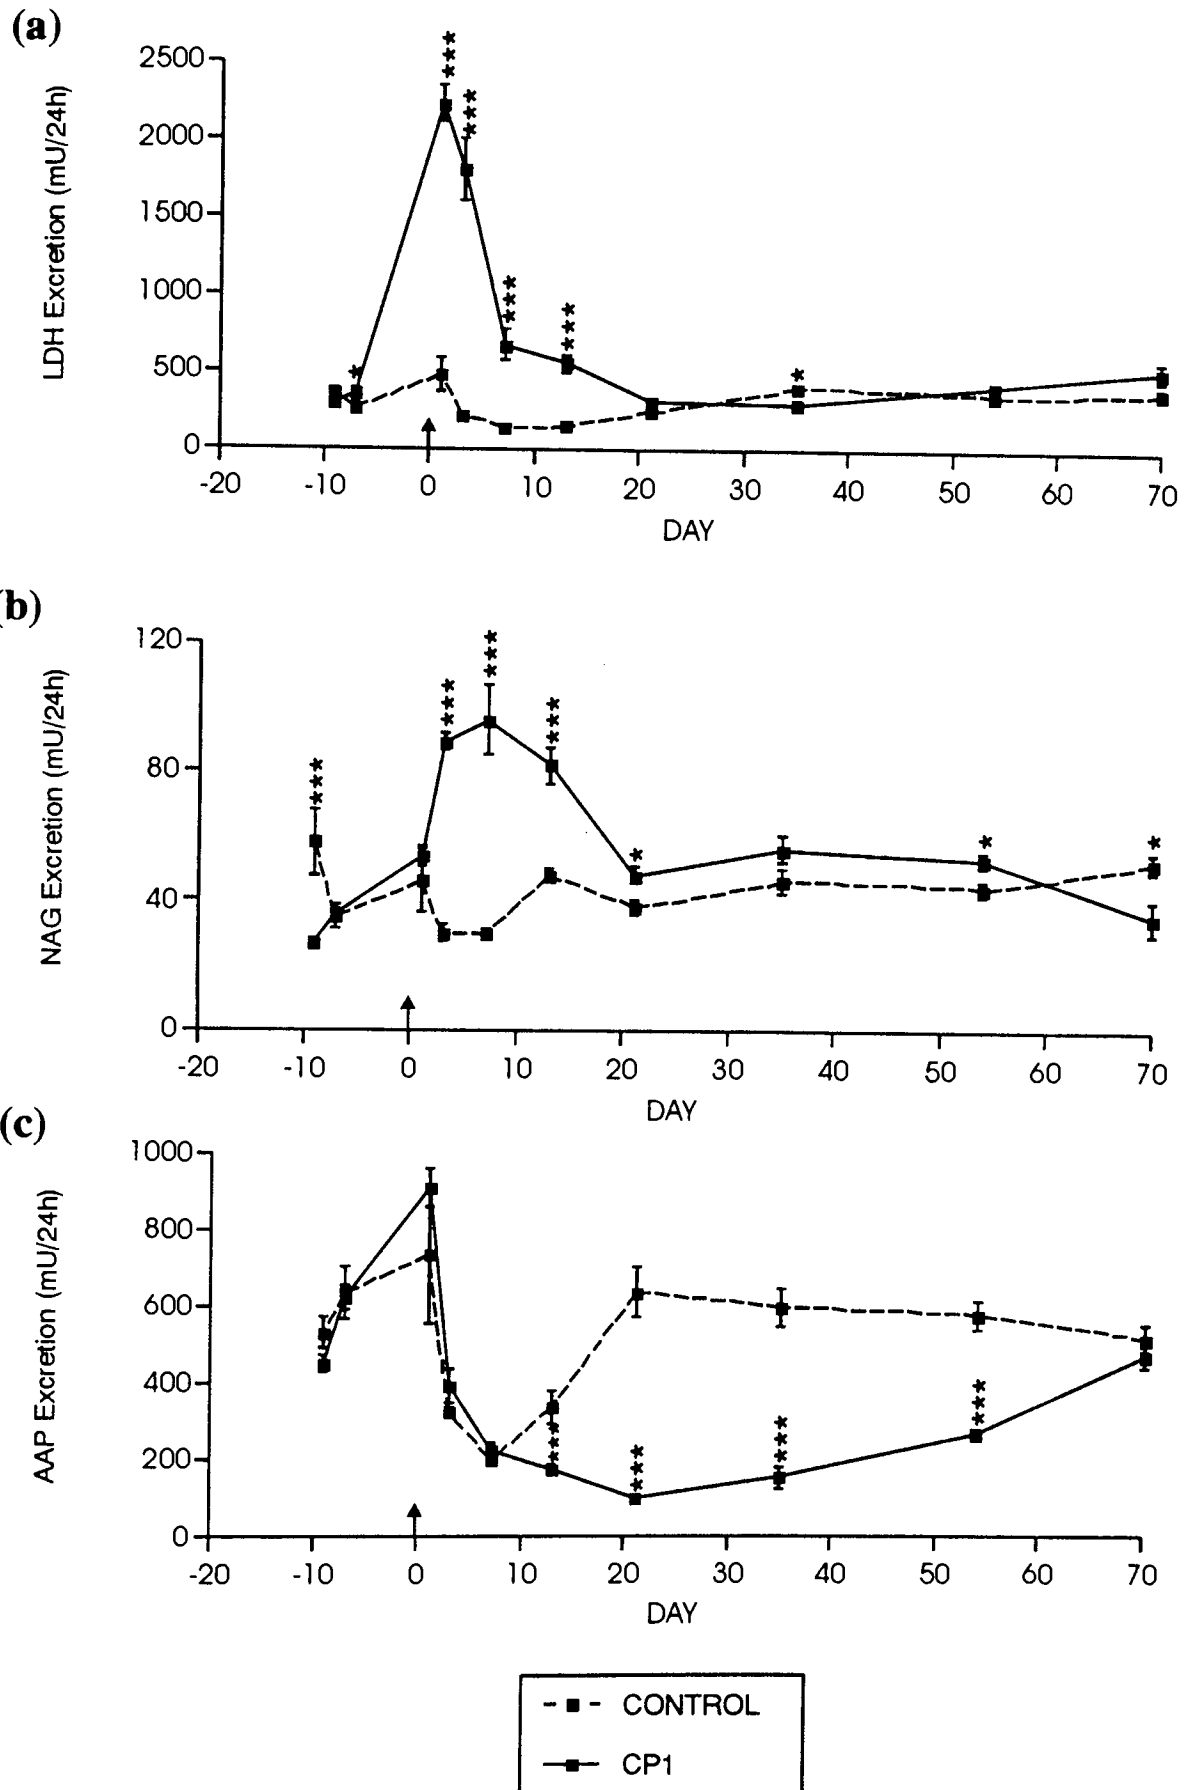 (a)
LDH Excretion (mU/24h)
2500
2000
1500
1000
500
0
***
***
***
***
*
*
-20 -10 0 10 20 30 40 50 60 70
DAY
(b)
NAG Excretion (mU/24h)
120
80
40
0
***
***
***
***
*
*
*
-20 -10 0 10 20 30 40 50 60 70
DAY
(c)
AAP Excretion (mU/24h)
1000
800
600
400
200
0
***
***
***
***
-20 -10 0 10 20 30 40 50 60 70
DAY
CONTROL
CP1